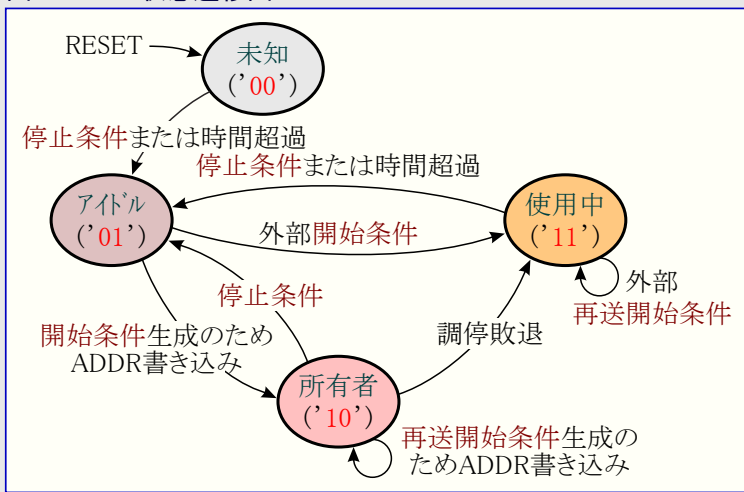 RESET
未知
('00')
停止条件または時間超過
停止条件または時間超過
アイドル
('01')
使用中
('11')
外部開始条件
外部
再送開始条件
停止条件
開始条件生成のため
ADDR書き込み
調停敗退
所有者
('10')
再送開始条件生成の
ためADDR書き込み